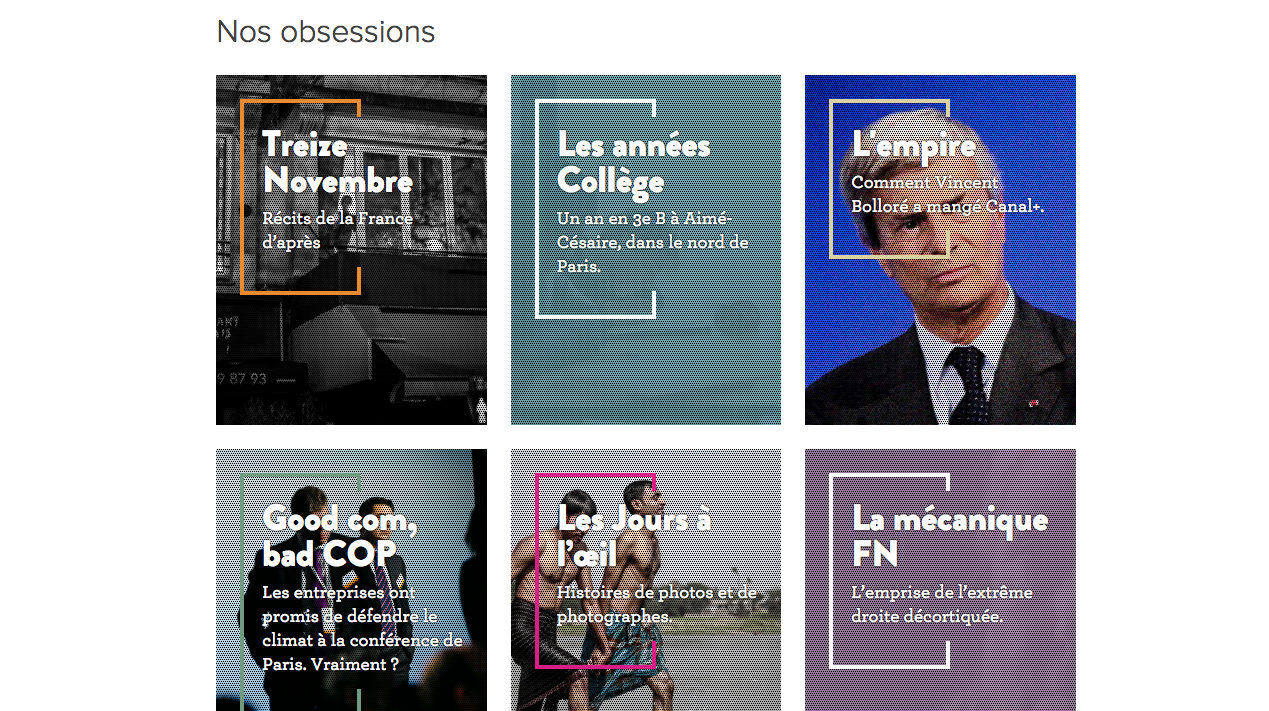 Nos obsessions
Treize
Novembre
Récits de la France
d'après
9 87 93
Les années
Collège
Un an en 3e B à Aimé-
Césaire, dans le nord de
Paris.
L'empire
Comment Vincent
Bolloré a mangé Canal+.
Good com,
bad COP
Les entreprises ont
promis de défendre le
climat à la conférence de
Paris. Vraiment ?
Les Jours à
l'œil
Histoires de photos et de
photographes.
La mécanique
FN
L'emprise de l'extrême
droite décortiquée.